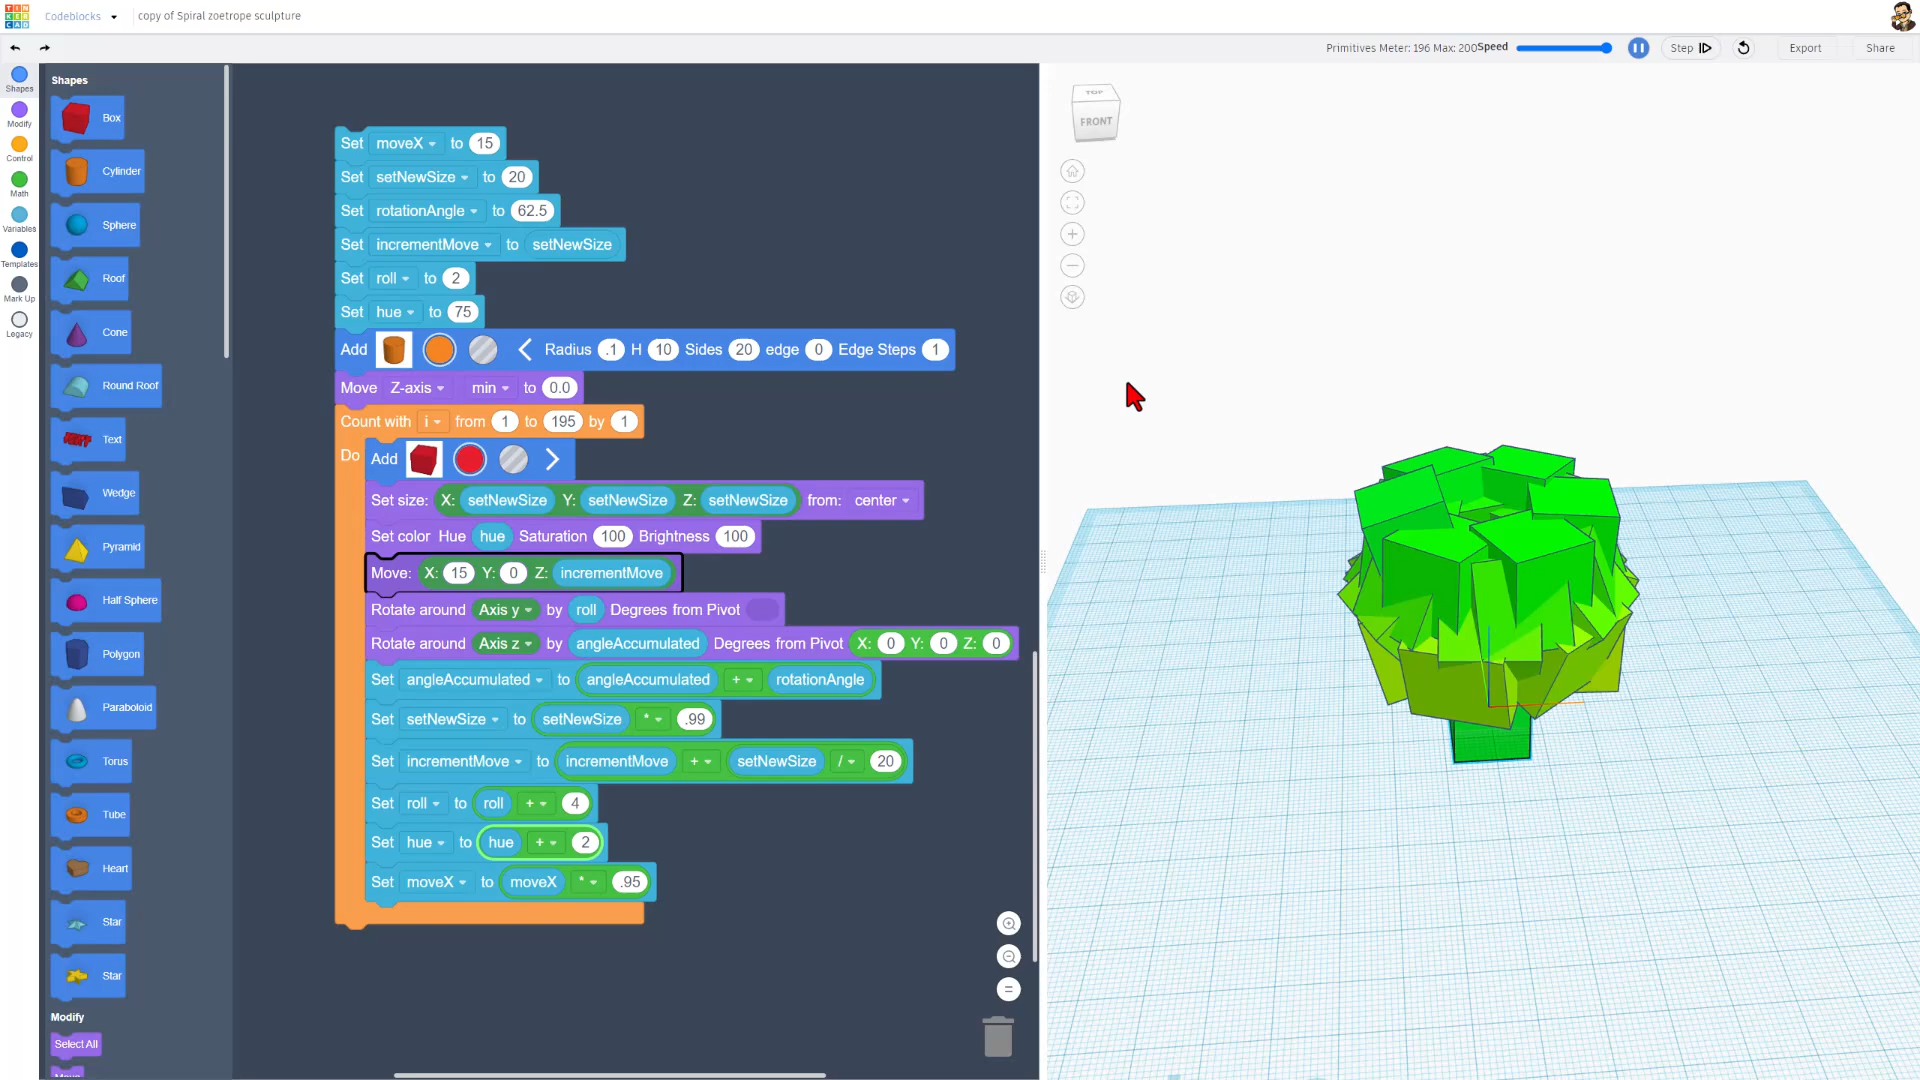 TIN
KER
CAD
Codeblocks
copy of Spiral zoetrope sculpture
Primitives Meter: 196 Max: 200
Speed
Step
Export
Share
Shapes
Modify
Control
Math
Variables
Templates
Mark Up
Legacy
Shapes
Box
Cylinder
Sphere
Roof
Cone
Round Roof
Text
Wedge
Pyramid
Half Sphere
Polygon
Paraboloid
Torus
Tube
Heart
Star
Star
Modify
Select All
Move
Set moveX to 15
Set setNewSize to 20
Set rotationAngle to 62.5
Set incrementMove to setNewSize
Set roll to 2
Set hue to 75
Add Radius .1 H 10 Sides 20 edge 0 Edge Steps 1
Move Z-axis min to 0.0
Count with i from 1 to 195 by 1
Do Add
Set size: X: setNewSize Y: setNewSize Z: setNewSize from: center
Set color Hue hue Saturation 100 Brightness 100
Move: X: 15 Y: 0 Z: incrementMove
Rotate around Axis y by roll Degrees from Pivot
Rotate around Axis z by angleAccumulated Degrees from Pivot X: 0 Y: 0 Z: 0
Set angleAccumulated to angleAccumulated + rotationAngle
Set setNewSize to setNewSize * .99
Set incrementMove to incrementMove + setNewSize / 20
Set roll to roll + 4
Set hue to hue + 2
Set moveX to moveX * .95
TOP
FRONT